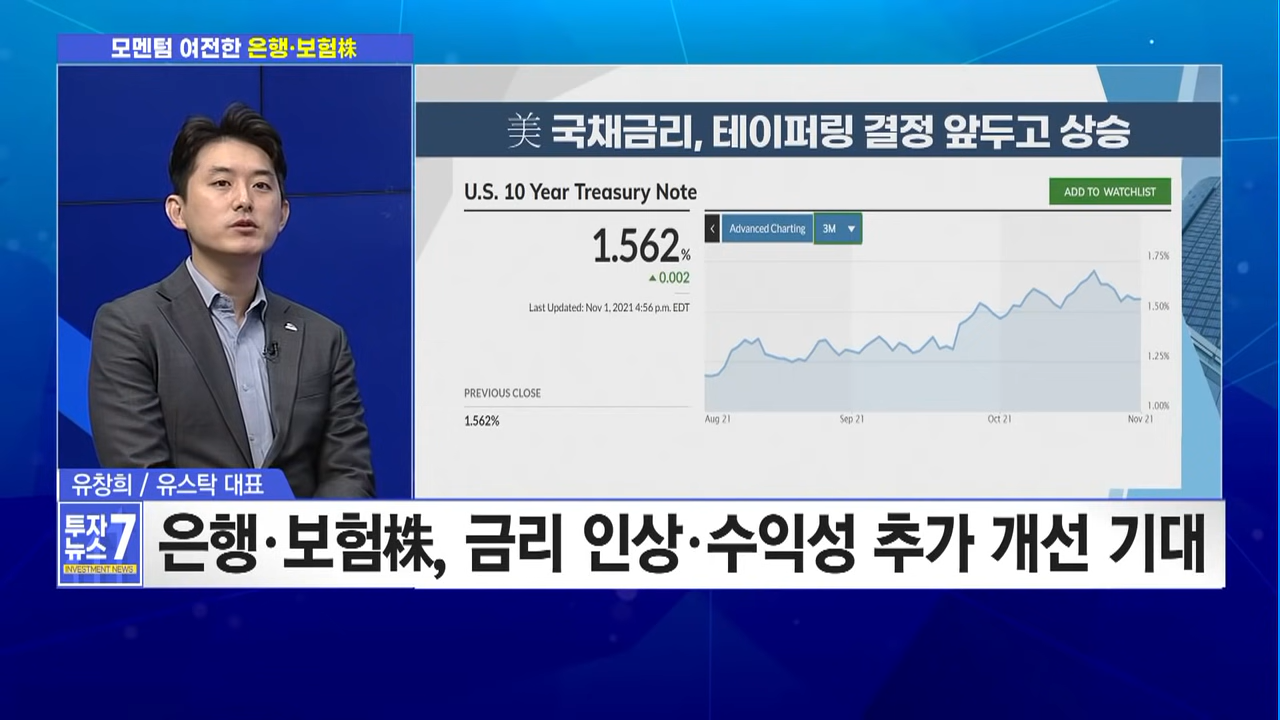 모멘텀 여전한 은행·보험株
美 국채금리, 테이퍼링 결정 앞두고 상승
U.S. 10 Year Treasury Note
ADD TO WATCHLIST
1.562%
▲0.002
Last Updated: Nov 1, 2021 4:56 p.m. EDT
PREVIOUS CLOSE
1.562%
< Advanced Charting 3M ▼
1.75%
1.50%
1.25%
1.00%
Aug 21 Sep 21 Oct 21 Nov 21
유창희 / 유스탁 대표
투자
뉴스 7
INVESTMENT NEWS
은행·보험株, 금리 인상·수익성 추가 개선 기대